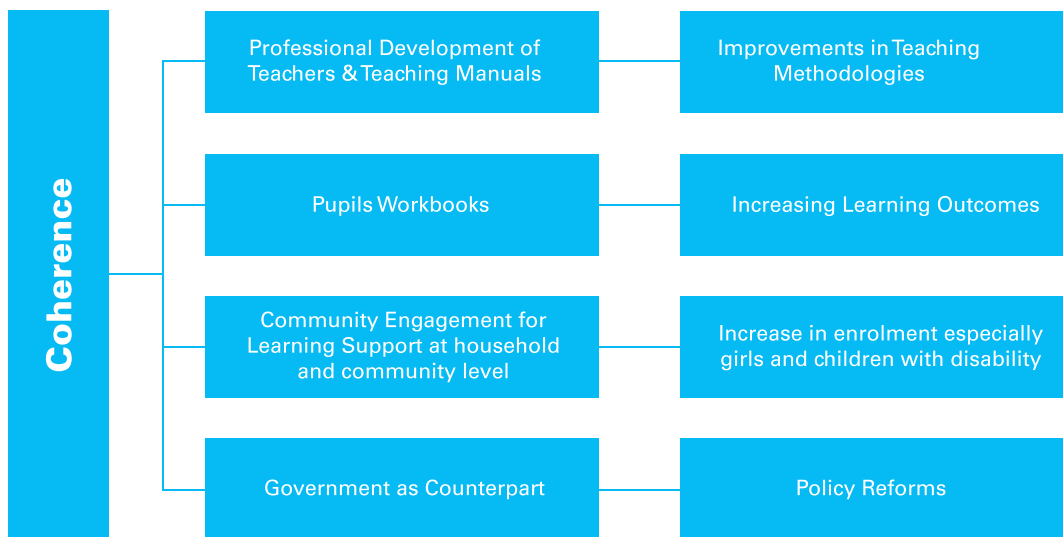 Coherence
Professional Development of
Teachers & Teaching Manuals
Improvements in Teaching
Methodologies
Pupils Workbooks
Increasing Learning Outcomes
Community Engagement for
Learning Support at household
and community level
Increase in enrolment especially
girls and children with disability
Government as Counterpart
Policy Reforms